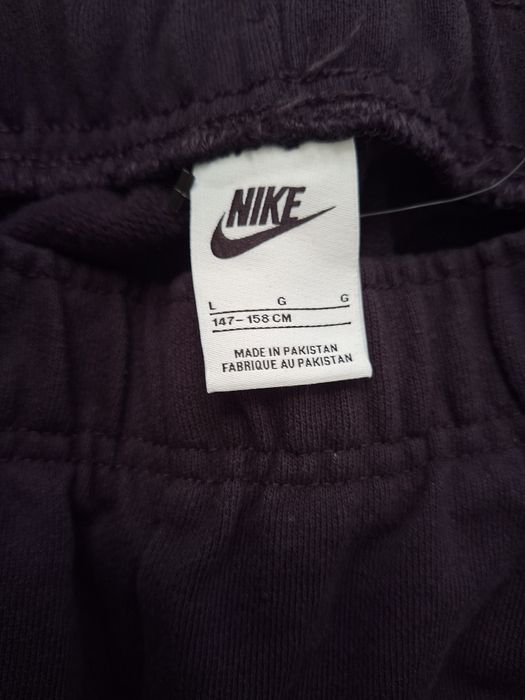 NIKE
L G G
147-158 CM
MADE IN PAKISTAN
FABRIQUE AU PAKISTAN